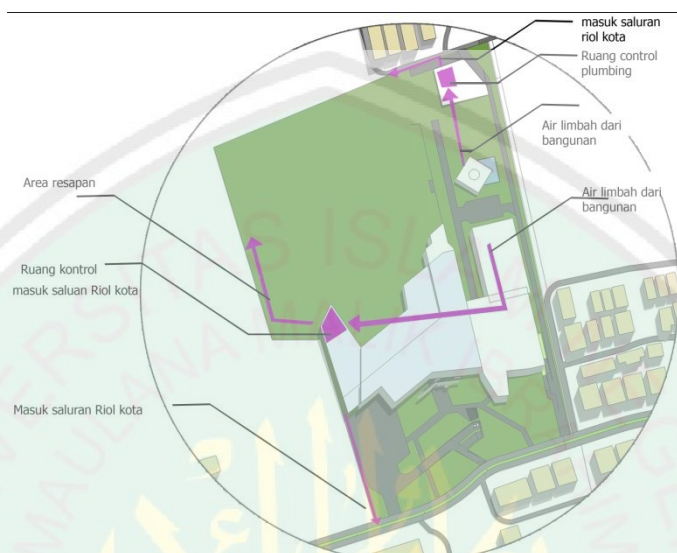 masuk saluran
riol kota
Ruang control
plumbing
Air limbah dari
bangunan
Air limbah dari
bangunan
Area resapan
Ruang kontrol
masuk saluan Riol kota
Masuk saluran Riol kota